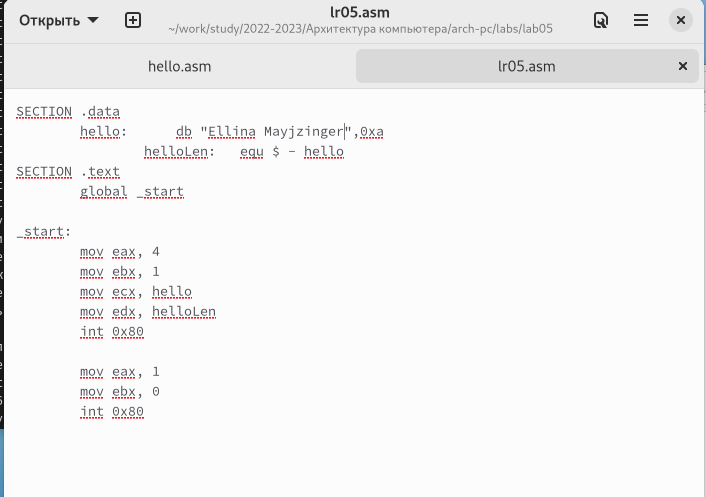 Открыть
lr05.asm
~/work/study/2022-2023/Архитектура компьютера/arch-pc/labs/lab05
hello.asm
lr05.asm
SECTION .data
hello: db "Ellina Mayjzinger",0xa
helloLen: equ $ - hello
SECTION .text
global _start
_start:
mov eax, 4
mov ebx, 1
mov ecx, hello
mov edx, helloLen
int 0x80
mov eax, 1
mov ebx, 0
int 0x80